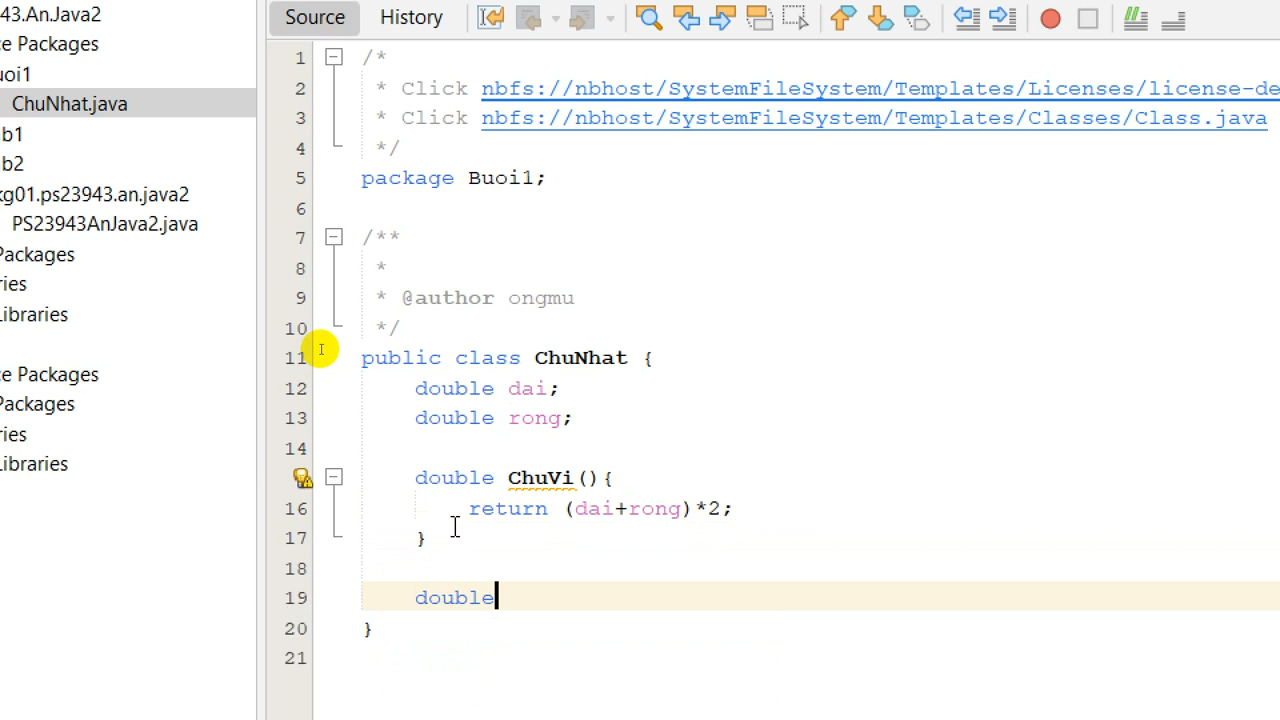 43.An.Java2
ce Packages
uoi1
ChuNhat.java
b1
b2
kg01.ps23943.an.java2
PS23943AnJava2.java
Packages
ries
Libraries
ce Packages
Packages
ries
Libraries
Source History
1 /*
2 * Click nbfs://nbhost/SystemFileSystem/Templates/Licenses/license-de
3 * Click nbfs://nbhost/SystemFileSystem/Templates/Classes/Class.java
4 */
5 package Buoi1;
6
7 /**
8 *
9 * @author ongmu
10 */
11 public class ChuNhat {
12 double dai;
13 double rong;
14
double ChuVi(){
16 return (dai+rong)*2;
17 }
18
19 double
20 }
21